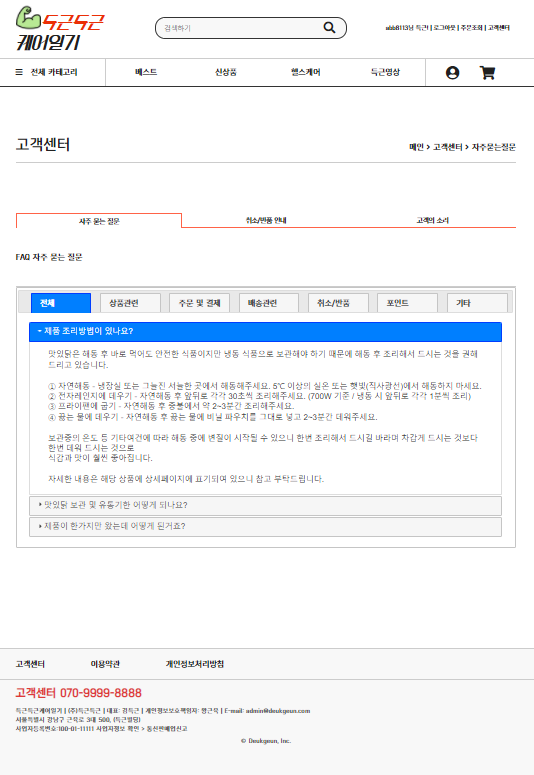 득근득근
케어일기
검색하기
abb8113님 득근! | 로그아웃 | 주문조회 | 고객센터
전체 카테고리
베스트
신상품
헬스케어
득근영상
고객센터
메인 > 고객센터 > 자주묻는질문
자주 묻는 질문
취소/반품 안내
고객의 소리
FAQ 자주 묻는 질문
전체
상품관련
주문 및 결제
배송관련
취소/반품
포인트
기타
제품 조리방법이 있나요?
맛있닭은 해동 후 바로 먹어도 안전한 식품이지만 냉동 식품으로 보관해야 하기 때문에 해동 후 조리해서 드시는 것을 권해
드리고 있습니다.
① 자연해동 - 냉장실 또는 그늘진 서늘한 곳에서 해동해주세요. 5℃ 이상의 실온 또는 햇빛(직사광선)에서 해동하지 마세요.
② 전자레인지에 데우기 - 자연해동 후 앞뒤로 각각 30초씩 조리해주세요. (700W 기준 / 냉동 시 앞뒤로 각각 1분씩 조리)
③ 프라이팬에 굽기 - 자연해동 후 중불에서 약 2~3분간 조리해주세요.
④ 끓는 물에 데우기 - 자연해동 후 끓는 물에 비닐 파우치를 그대로 넣고 2~3분간 데워주세요.
보관중의 온도 등 기타여건에 따라 해동 중에 변질이 시작될 수 있으니 한번 조리해서 드시길 바라며 차갑게 드시는 것보다
한번 데워 드시는 것므로
식감과 맛이 훨씬 좋아집니다.
자세한 내용은 해당 상품에 상세페이지에 표기되여 있으니 참고 부탁드립니다.
맛있닭 보관 및 유통기한 어떻게 되나요?
제품이 한가지만 왔는데 어떻게 된거죠?
고객센터
이용약관
개인정보처리방침
고객센터 070-9999-8888
득근득근케어일기 | (주)득근득근 | 대표: 김득근 | 개인정보보호책임자: 왕근육 | E-mail: admin@deukgeun.com
서울특별시 강남구 근육로 3대 500, (득근빌딩)
사업자등록번호:100-01-11111 사업자정보 확인 > 통신판매업신고
© Deukgeun, Inc.